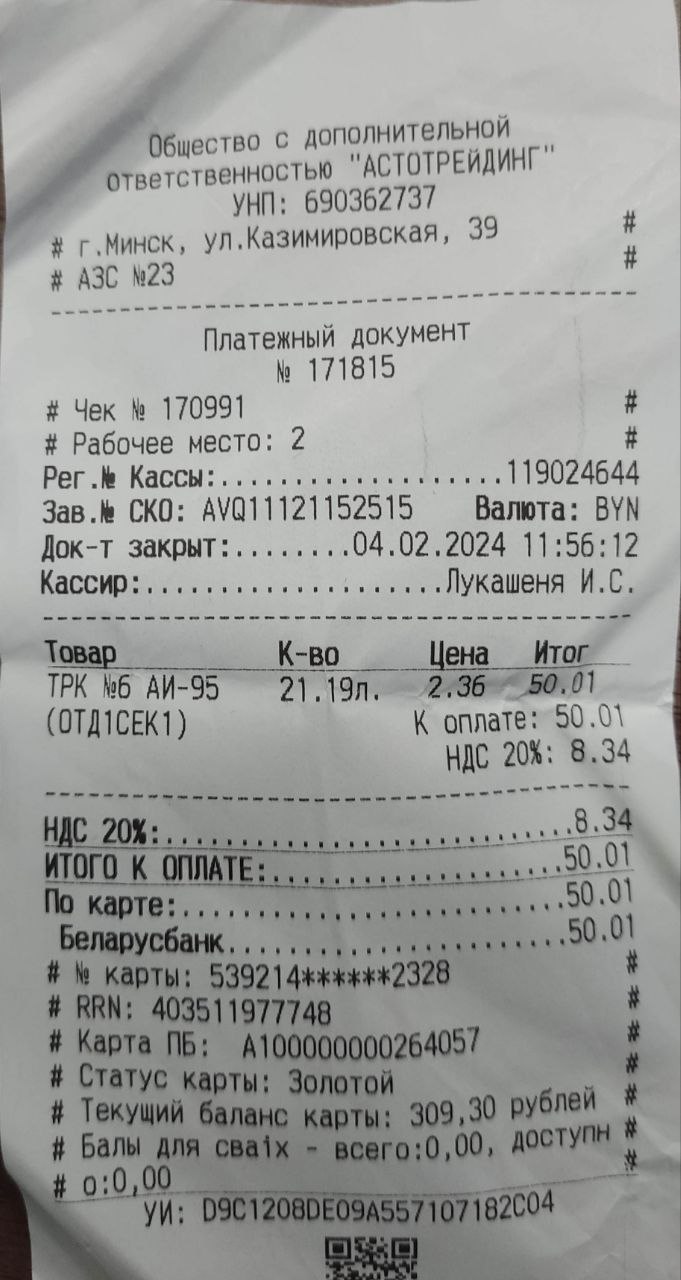 Общество с дополнительной
ответственностью "АСТОТРЕЙДИНГ"
УНП: 690362737
# г.Минск, ул.Казимировская, 39 #
# АЗС №23 #
Платежный документ
№ 171815
# Чек № 170991 #
# Рабочее место: 2 #
Рег.№ Кассы:...................119024644
Зав.№ СКО: AVQ11121152515 Валюта: BYN
Док-т закрыт:........04.02.2024 11:56:12
Кассир:....................Лукашеня И.С.
Товар К-во Цена Итог
ТРК №6 АИ-95 21.19л. 2.36 50.01
(ОТД1СЕК1) К оплате: 50.01
НДС 20%: 8.34
НДС 20%:............................8.34
ИТОГО К ОПЛАТЕ:....................50.01
По карте:..........................50.01
Беларусбанк.......................50.01
# № карты: 539214******2328 #
# RRN: 403511977748 #
# Карта ПБ: А100000000264057 #
# Статус карты: Золотой #
# Текущий баланс карты: 309,30 рублей #
# Балы для сваiх - всего:0,00, доступн #
# о:0,00 #
УИ: D9C1208DE09A557107182C04